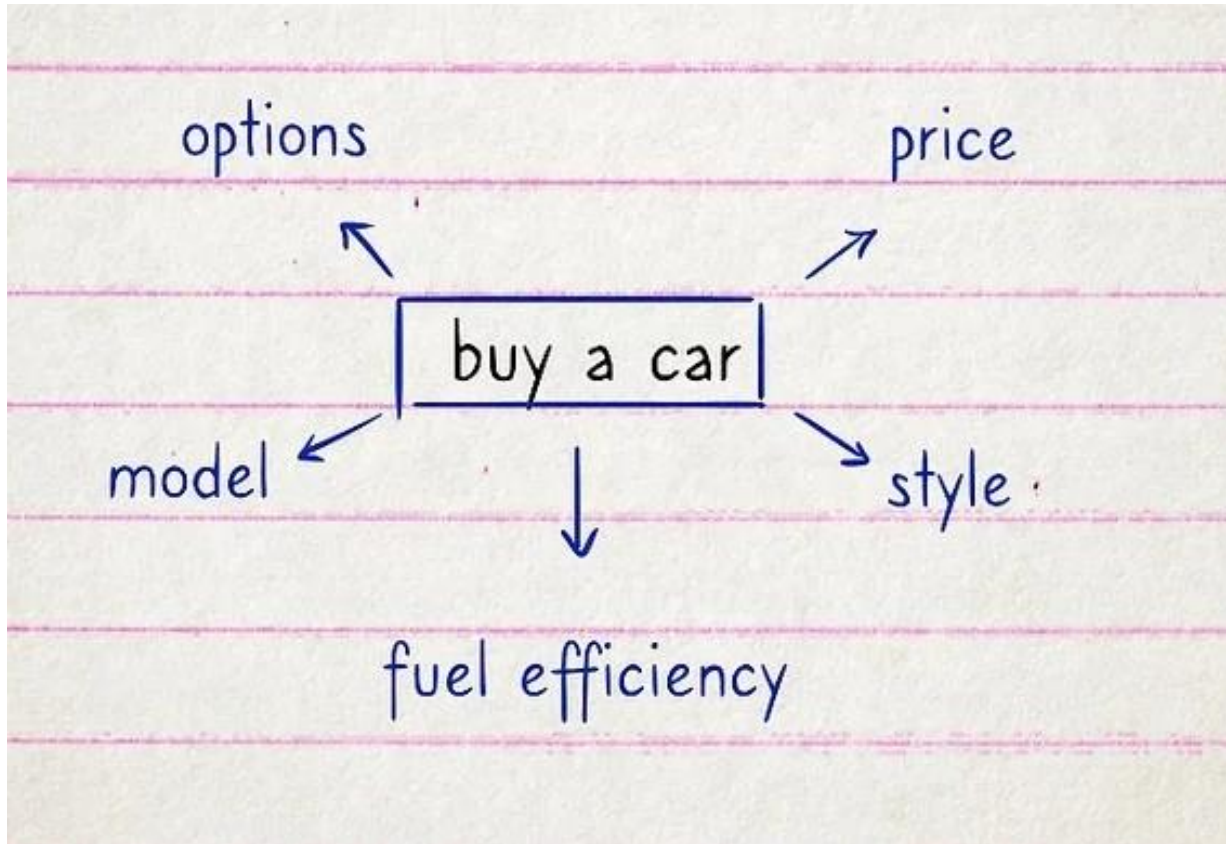 options
price
buy a car
model
style
fuel efficiency